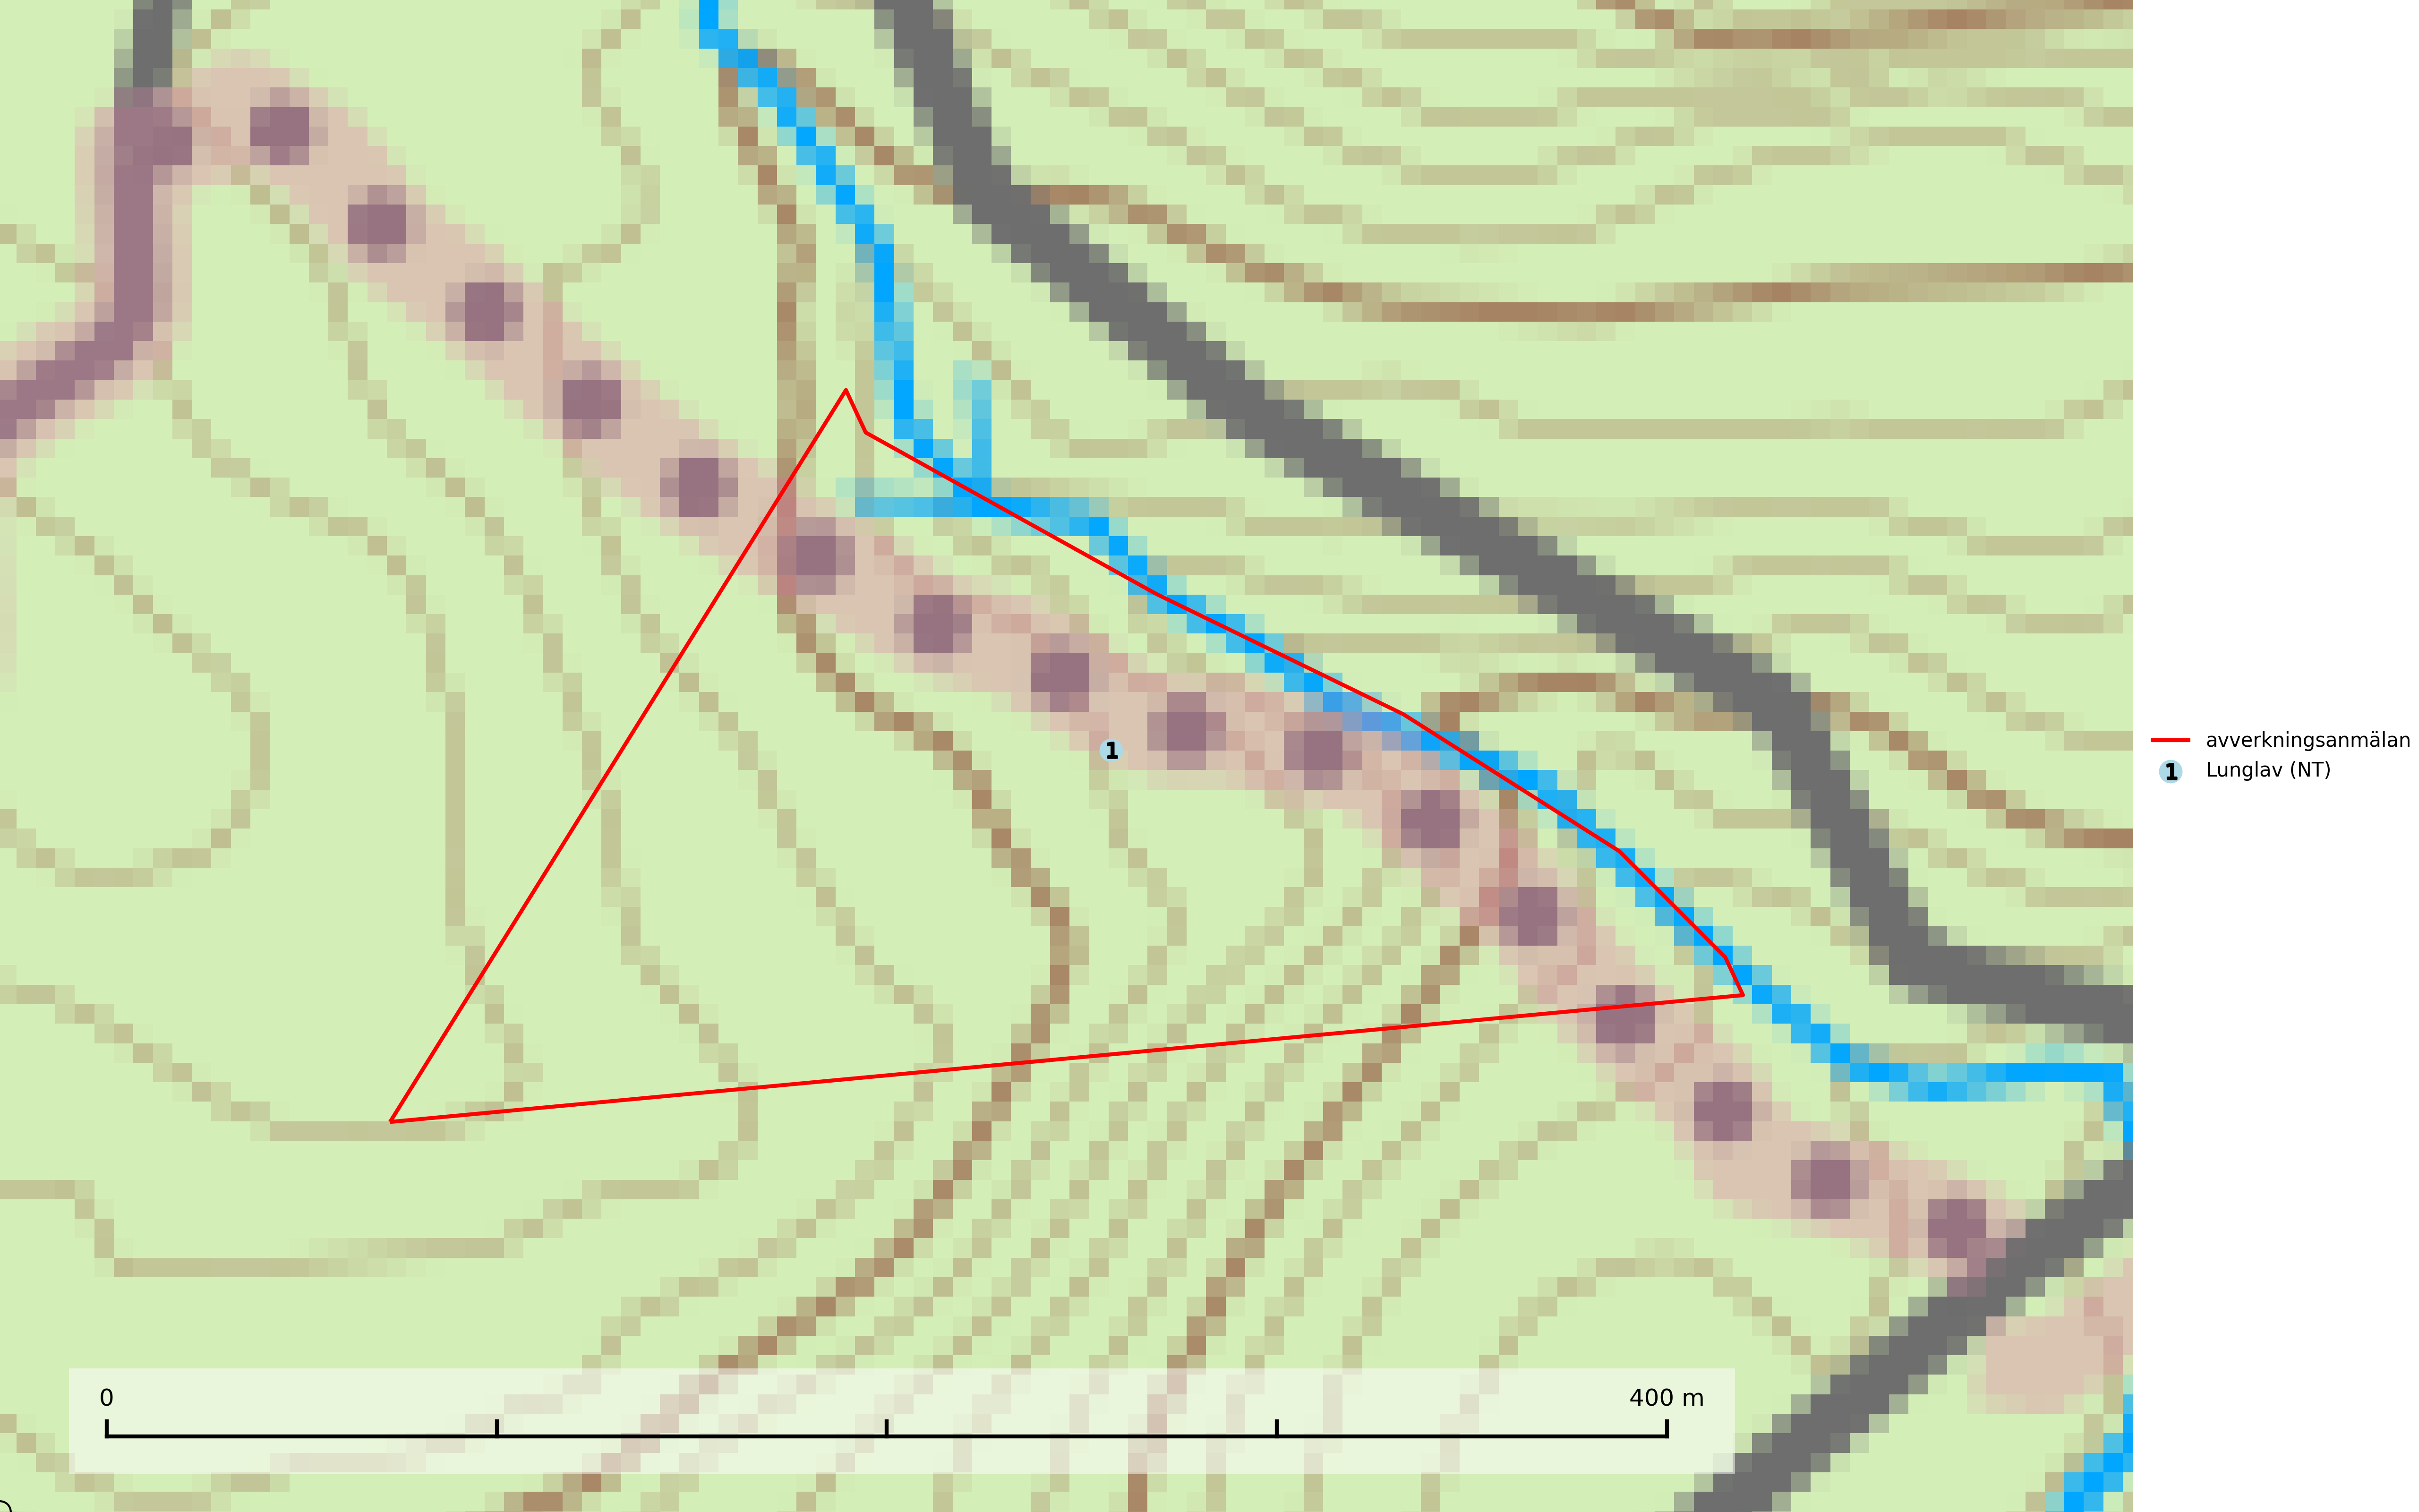 1
avverkningsanmälan
1 Lunglav (NT)
0 400 m